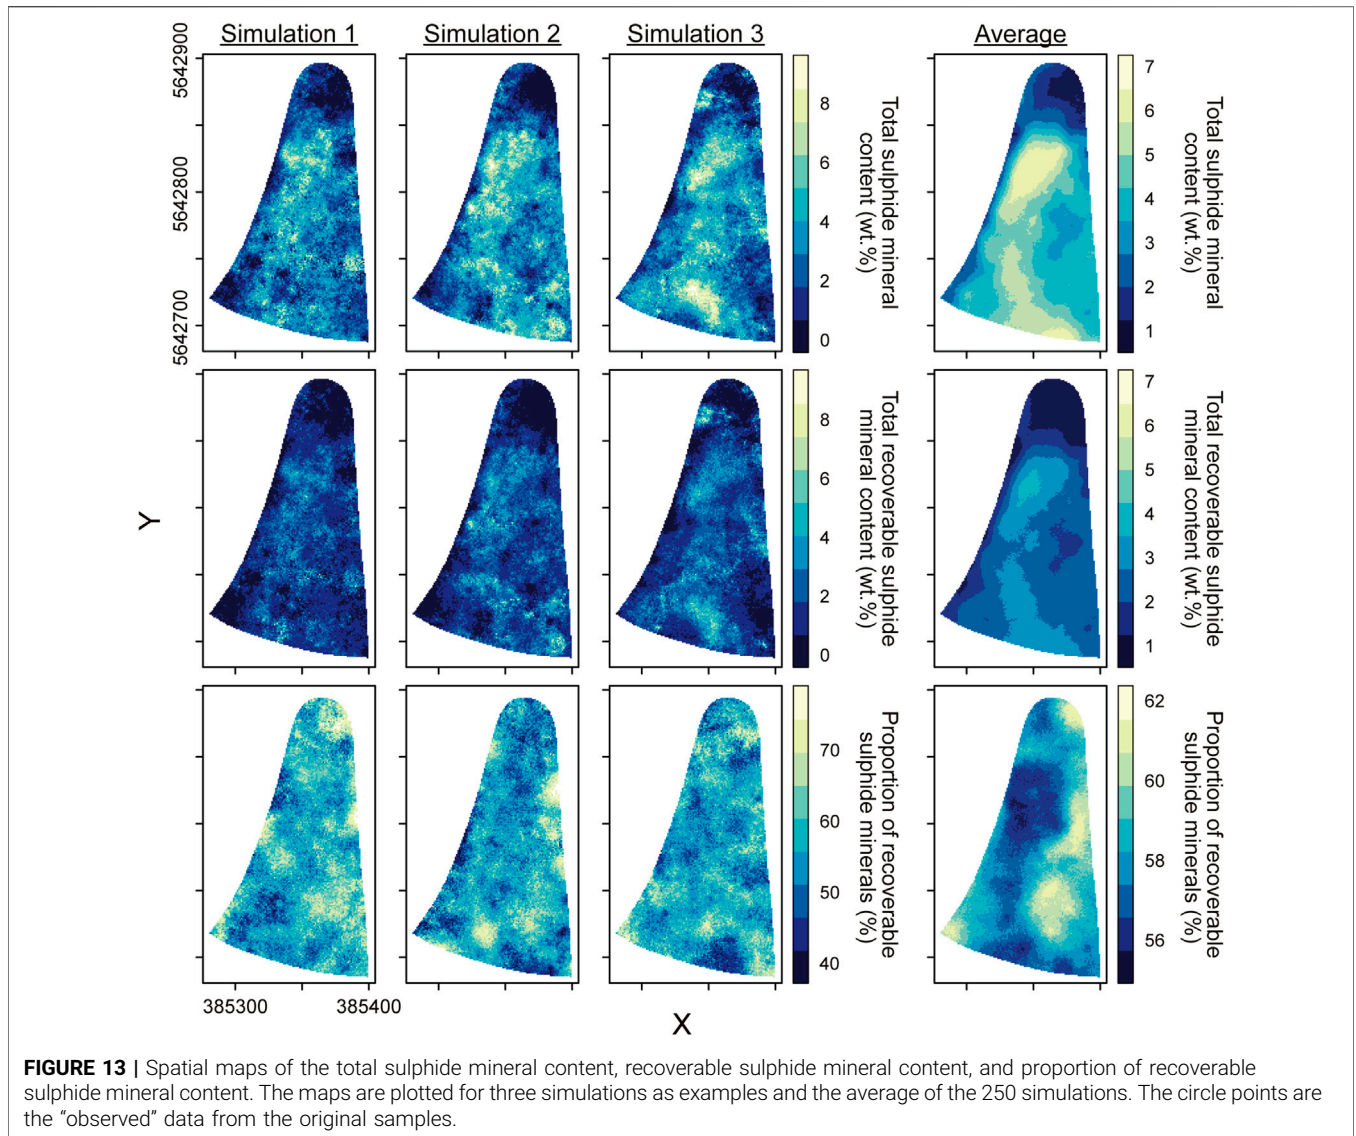 Simulation 1
Simulation 2
Simulation 3
Average
5642900
5642800
5642700
8
6
4
2
0
Total sulphide mineral
content (wt.%)
7
6
5
4
3
2
1
Total sulphide mineral
content (wt.%)
Y
8
6
4
2
0
Total recoverable sulphide
mineral content (wt.%)
7
6
5
4
3
2
1
Total recoverable sulphide
mineral content (wt.%)
70
60
50
40
Proportion of recoverable
sulphide minerals (%)
62
60
58
56
Proportion of recoverable
sulphide minerals (%)
385300
385400
X
FIGURE 13 | Spatial maps of the total sulphide mineral content, recoverable sulphide mineral content, and proportion of recoverable
sulphide mineral content. The maps are plotted for three simulations as examples and the average of the 250 simulations. The circle points are
the “observed” data from the original samples.